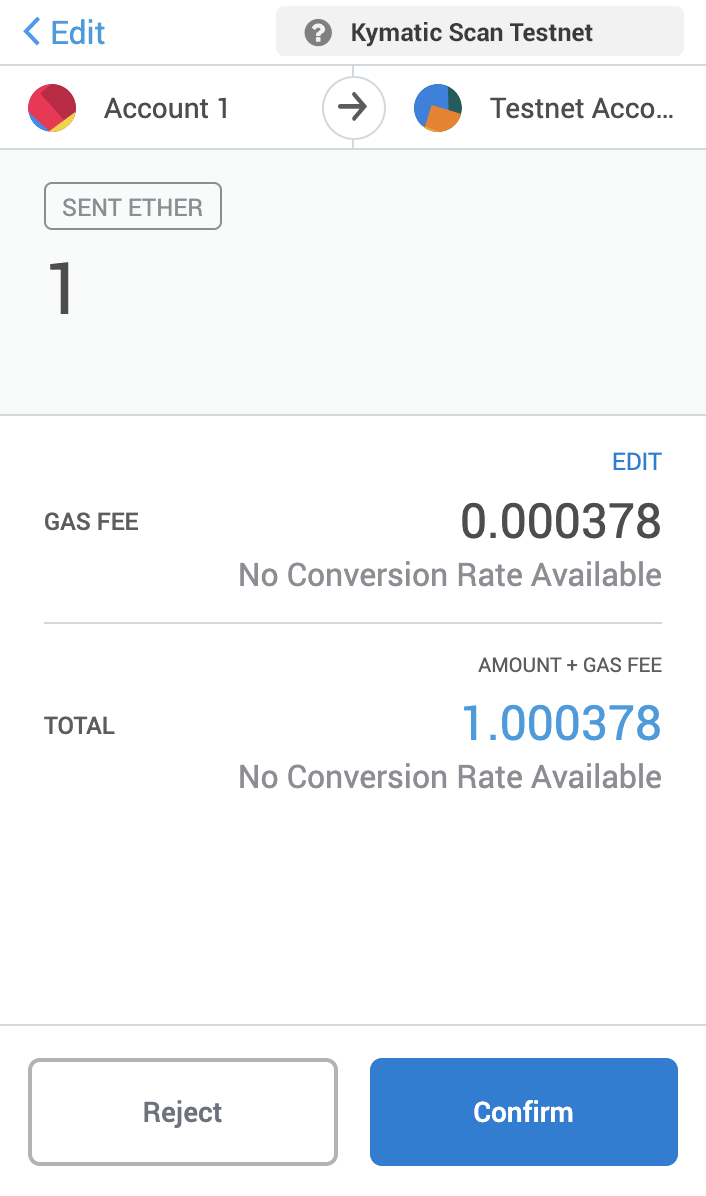 Edit
Kymatic Scan Testnet
Account 1
Testnet Acco...
SENT ETHER
1
EDIT
GAS FEE
0.000378
No Conversion Rate Available
AMOUNT + GAS FEE
TOTAL
1.000378
No Conversion Rate Available
Reject
Confirm